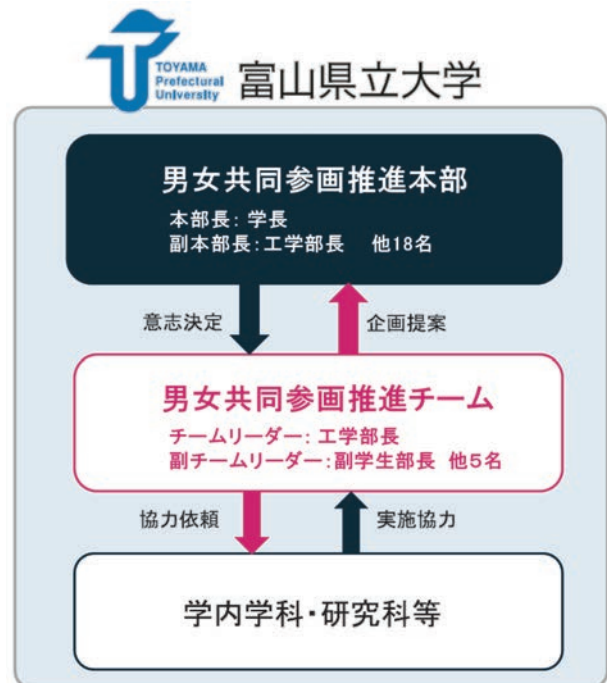 TOYAMA
Prefectural
University
富山県立大学
男女共同参画推進本部
本部長：学長
副本部長：工学部長　他18名
意志決定
企画提案
男女共同参画推進チーム
チームリーダー：工学部長
副チームリーダー：副学生部長　他5名
協力依頼
実施協力
学内学科・研究科等